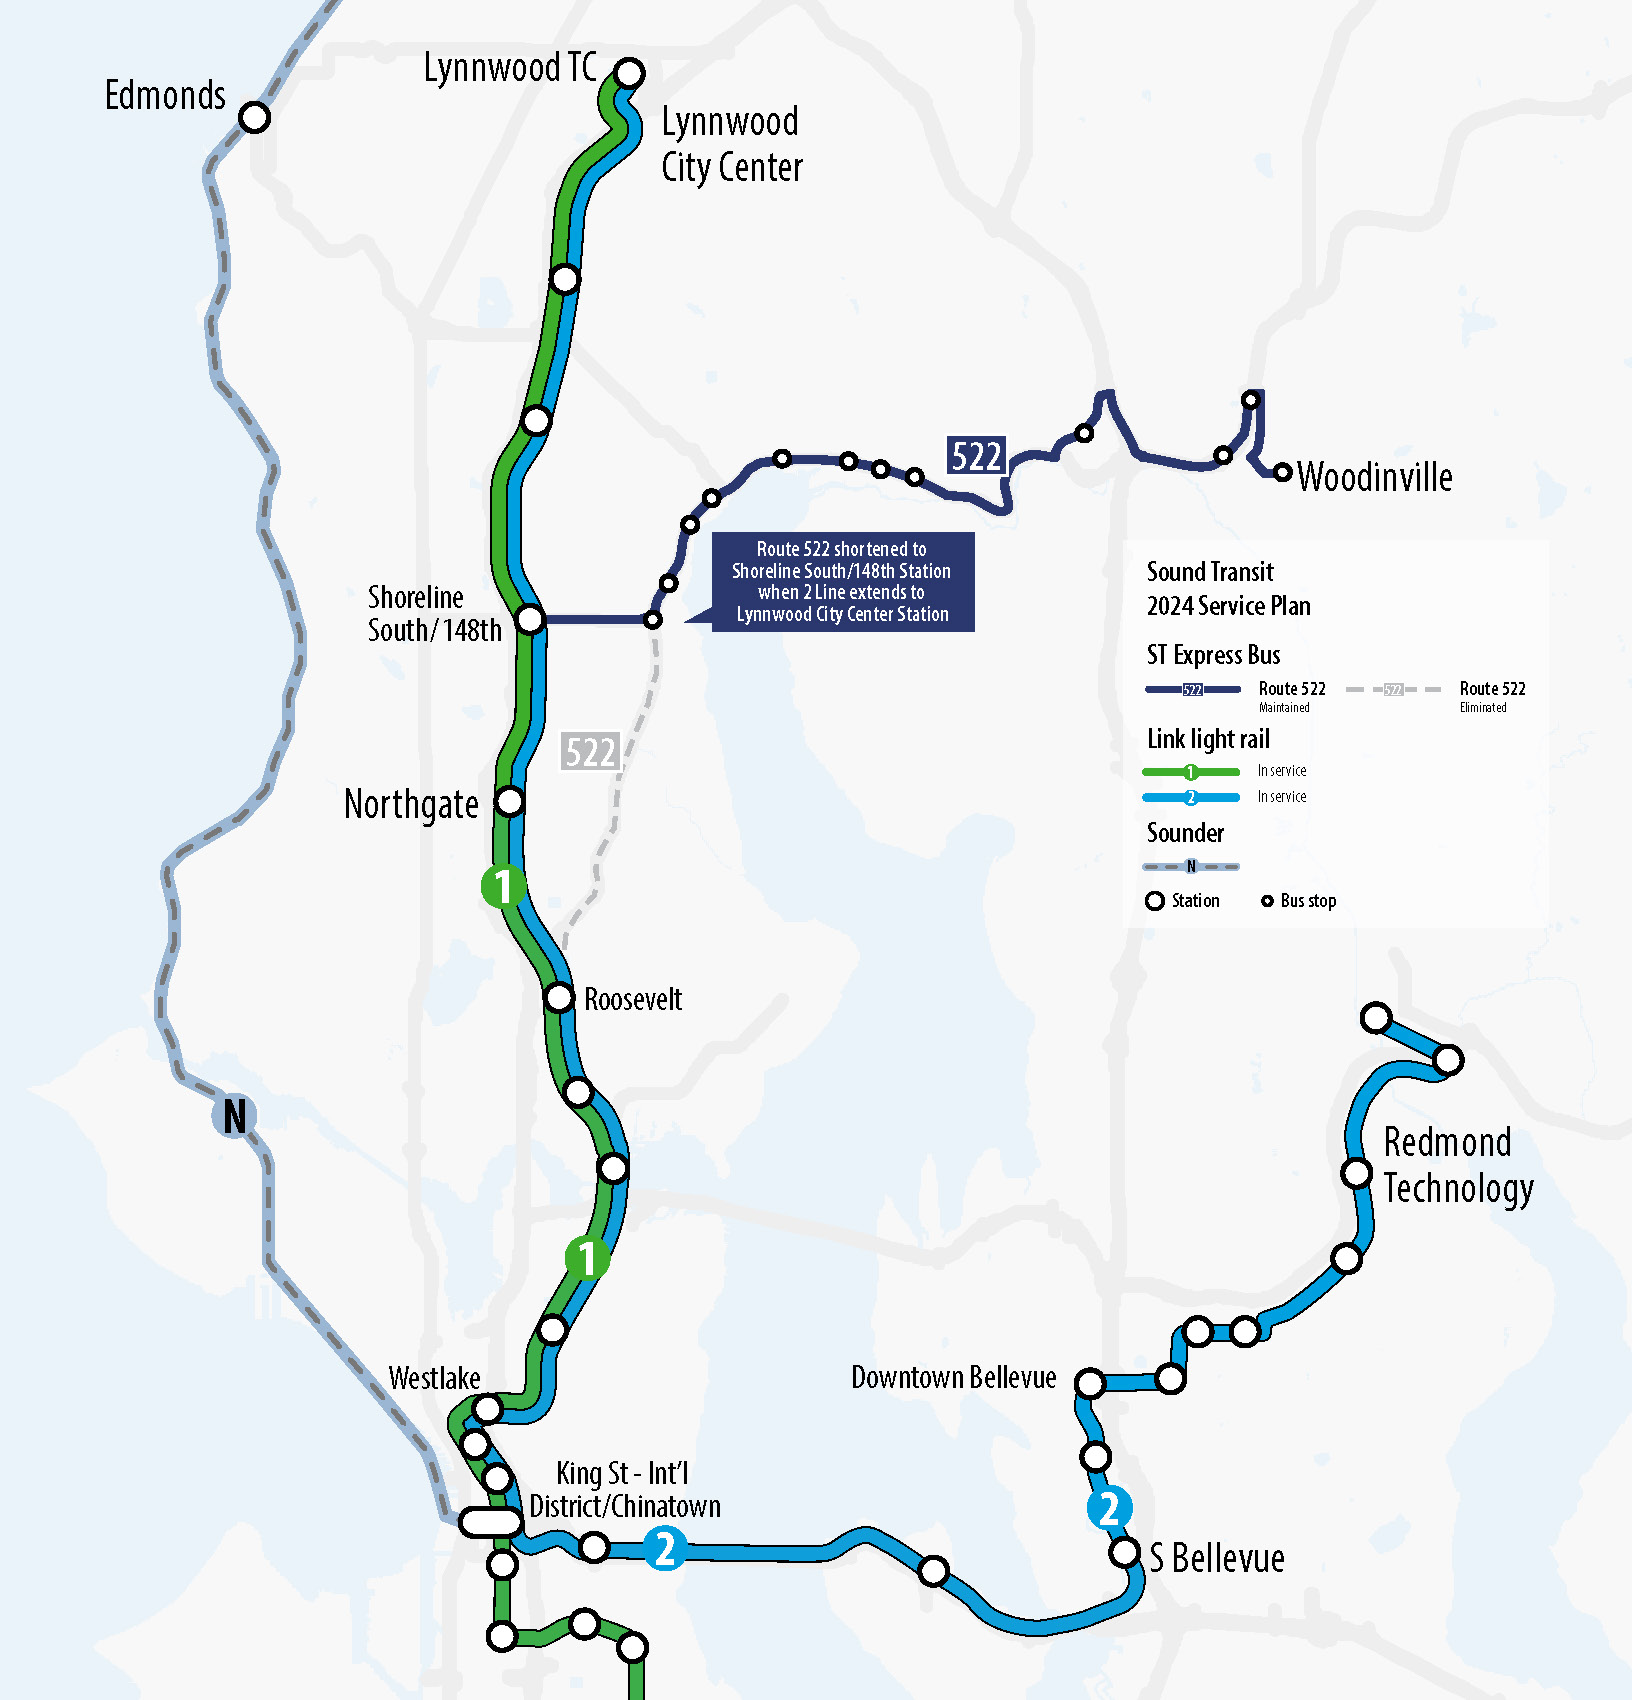 Lynnwood TC
Edmonds
Lynnwood
City Center
522
Woodinville
Route 522 shortened to
Shoreline South/148th Station
when 2 Line extends to
Lynnwood City Center Station
Shoreline
South/ 148th
522
Northgate
1
Roosevelt
N
1
Westlake
King St - Int'l
District/Chinatown
2
Downtown Bellevue
2
S Bellevue
Redmond
Technology
Sound Transit
2024 Service Plan
ST Express Bus
522 Route 522 522 Route 522
Maintained Eliminated
Link light rail
1 In service
2 In service
Sounder
N
Station Bus stop